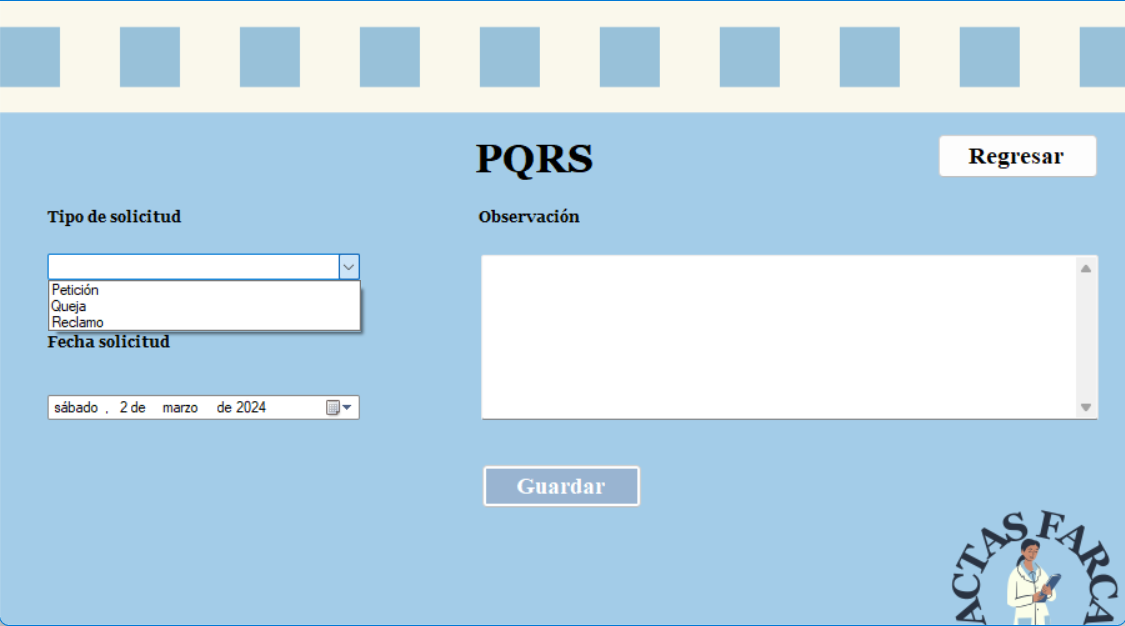 PQRS
Regresar
Tipo de solicitud
Observación
Petición
Queja
Reclamo
Fecha solicitud
sábado , 2 de marzo de 2024
Guardar
ACTAS FARCA